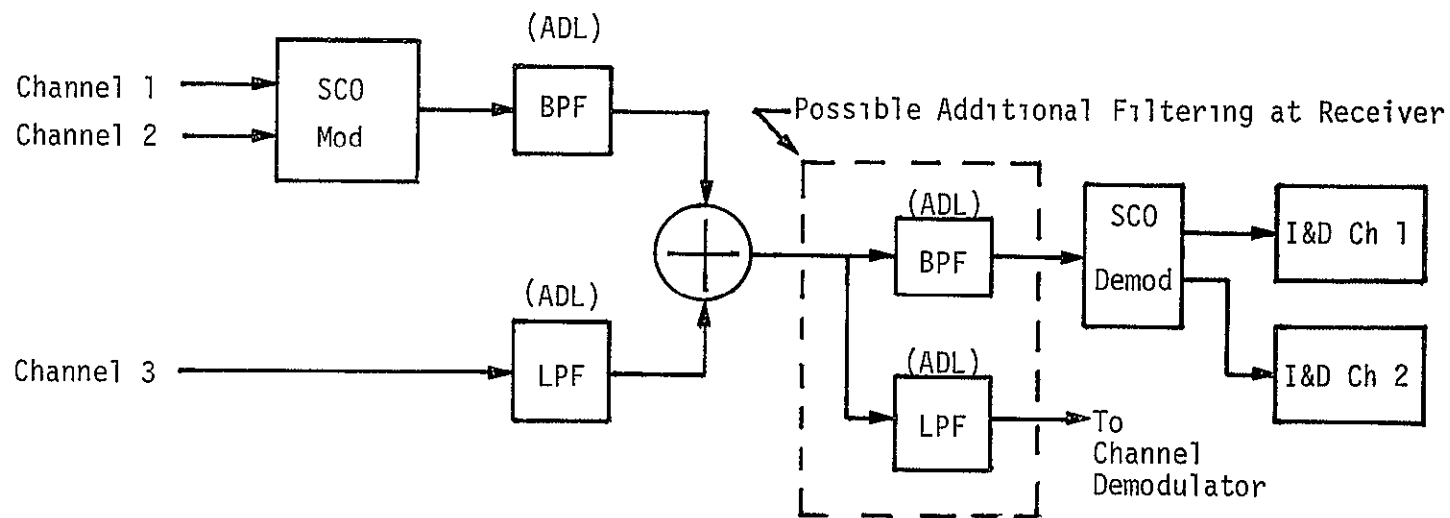 (ADL)
Channel 1
Channel 2
SCO
Mod
BPF
Possible Additional Filtering at Receiver
(ADL)
BPF
SCO
Demod
I&D Ch 1
(ADL)
LPF
Channel 3
(ADL)
LPF
I&D Ch 2
To
Channel
Demodulator